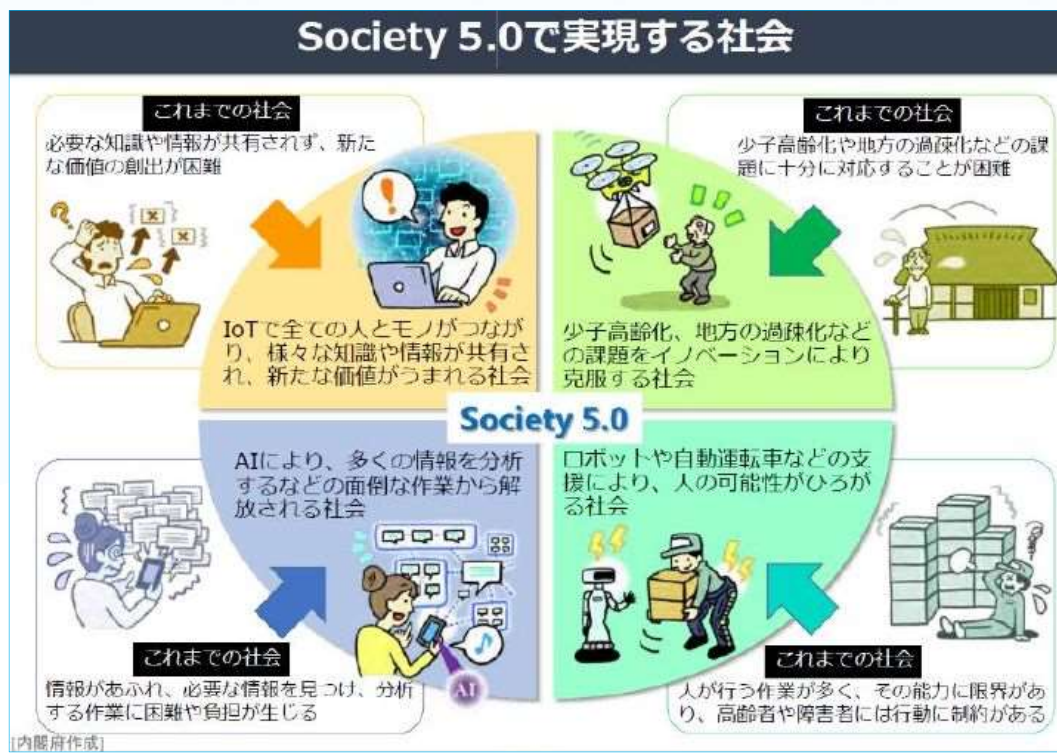 Society 5.0で実現する社会
これまでの社会
必要な知識や情報が共有されず、新た
な価値の創出が困難
これまでの社会
少子高齢化や地方の過疎化などの課
題に十分に対応することが困難
IoTで全ての人とモノがつなが
り、様々な知識や情報が共有さ
れ、新たな価値がうまれる社会
少子高齢化、地方の過疎化など
の課題をイノベーションにより
克服する社会
Society 5.0
AIにより、多くの情報を分析
するなどの面倒な作業から解
放される社会
ロボットや自動運転車などの支
援により、人の可能性がひろが
る社会
AI
これまでの社会
情報があふれ、必要な情報を見つけ、分析
する作業に困難や負担が生じる
これまでの社会
人が行う作業が多く、その能力に限界があ
り、高齢者や障害者には行動に制約がある
[内閣府作成]